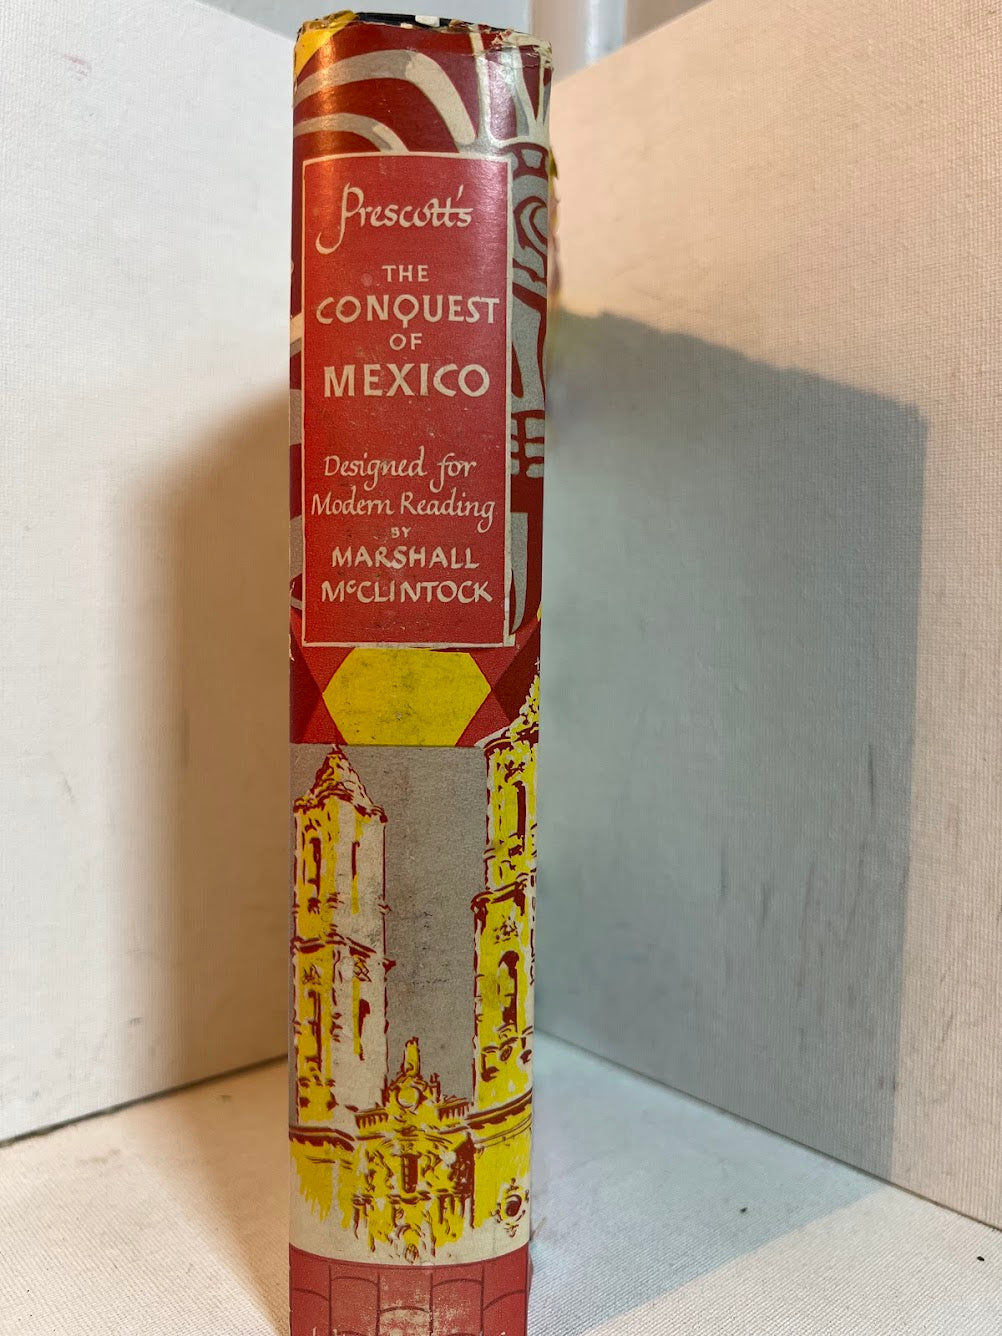 Prescott's
THE
CONQUEST
OF
MEXICO
Designed for
Modern Reading
BY
MARSHALL
McCLINTOCK